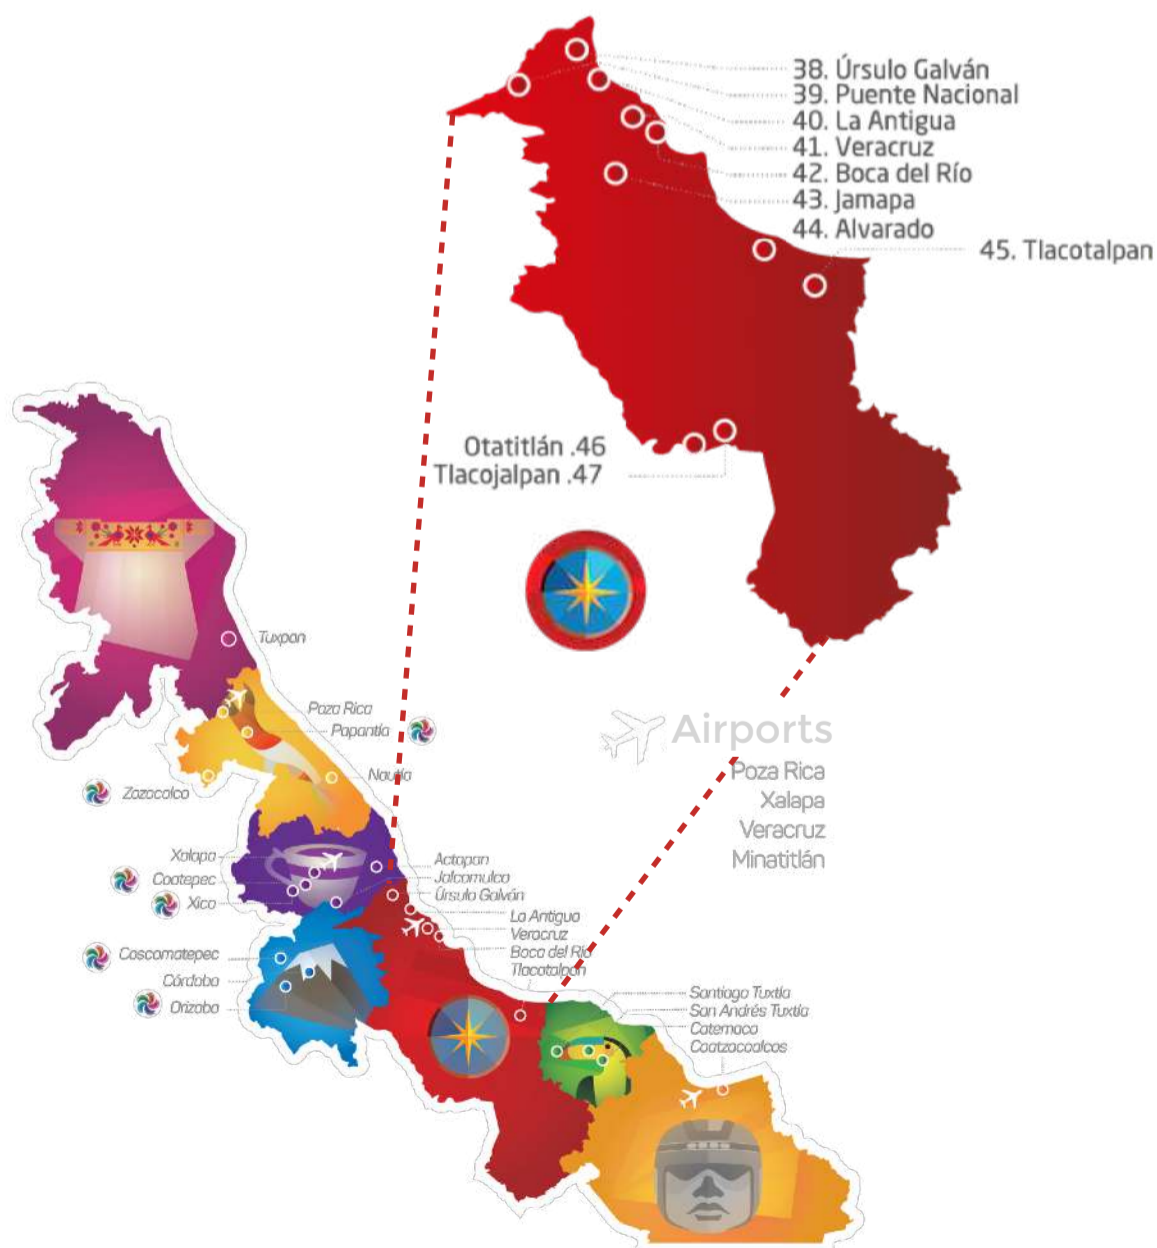 38. Úrsulo Galván
39. Puente Nacional
40. La Antigua
41. Veracruz
42. Boca del Río
43. Jamapa
44. Alvarado
45. Tlacotalpan
Otatitlán .46
Tlacojalpan .47
Tuxpan
Poza Rica
Papantla
Nautla
Zozocolco
Airports
Poza Rica
Xalapa
Veracruz
Minatitlán
Xalapa
Coatepec
Xico
Actopan
Jalcomulco
Úrsulo Galván
La Antigua
Veracruz
Boca del Río
Tlacotalpan
Coscomatepec
Córdoba
Orizaba
Santiago Tuxtla
San Andrés Tuxtla
Catemaco
Coatzacoalcos